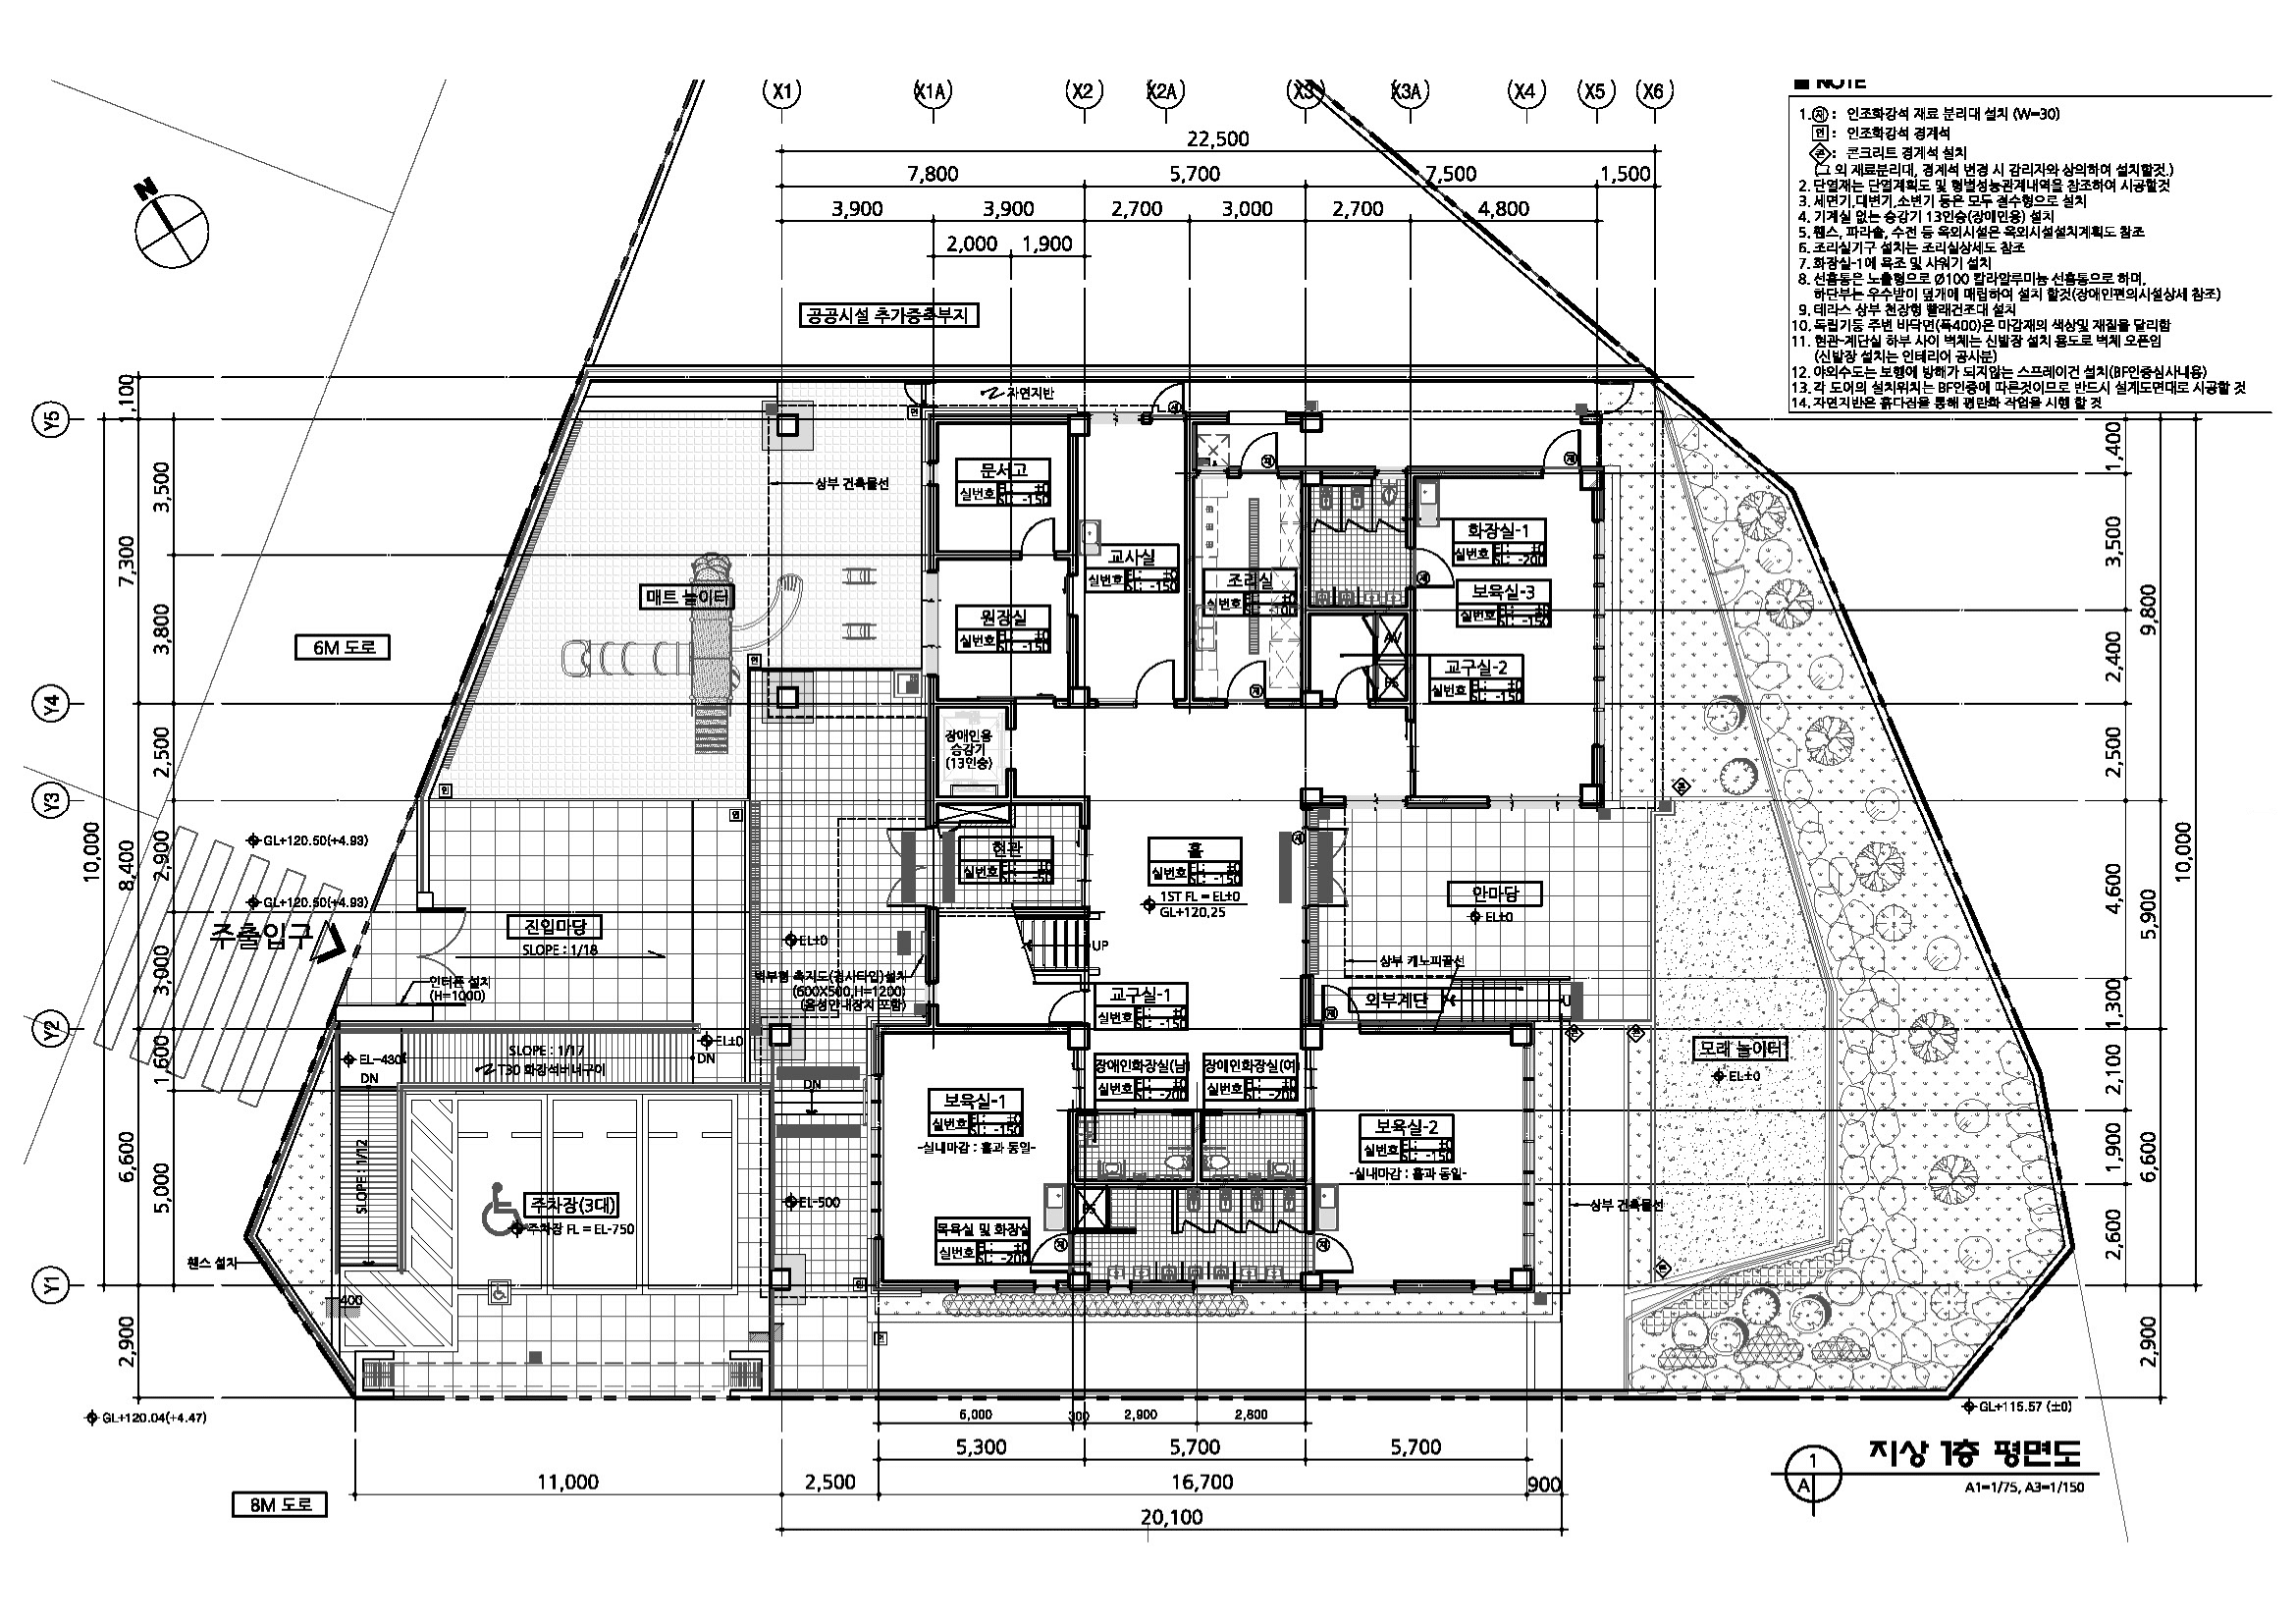 X1
X1A
X2
X2A
X3
X3A
X4
X5
X6
■ NOTE
1. 재 : 인조화강석 재료 분리대 설치 (W=30)
인 : 인조화강석 경계석
콘 : 콘크리트 경계석 설치
(그 외 재료분리대, 경계석 변경 시 감리자와 상의하여 설치할것.)
2. 단열재는 단열계획도 및 형별성능관계내역을 참조하여 시공할것
3. 세면기,대변기,소변기 등은 모두 절수형으로 설치
4. 기계실 없는 승강기 13인승(장애인용) 설치
5. 휀스, 파라솔, 수전 등 옥외시설은 옥외시설설치계획도 참조
6. 조리실기구 설치는 조리실상세도 참조
7. 화장실-1에 욕조 및 샤워기 설치
8. 선홈통은 노출형으로 Ø100 칼라알루미늄 선홈통으로 하며,
하단부는 우수받이 덮개에 매립하여 설치 할것(장애인편의시설상세 참조)
9. 테라스 상부 천장형 빨래건조대 설치
10. 독립기둥 주변 바닥면(폭400)은 마감재의 색상및 재질을 달리함
11. 현관-계단실 하부 사이 벽체는 신발장 설치 용도로 벽체 오픈임
(신발장 설치는 인테리어 공사분)
12. 야외수도는 보행에 방해가 되지않는 스프레이건 설치(BF인증심사내용)
13. 각 도어의 설치위치는 BF인증에 따른것이므로 반드시 설계도면대로 시공할 것
14. 자연지반은 흙다짐을 통해 평탄화 작업을 시행 할 것
22,500
7,800
5,700
7,500
1,500
3,900
3,900
2,700
3,000
2,700
4,800
2,000
1,900
N
공공시설 추가증축부지
자연지반
Y5
Y4
Y3
Y2
Y1
1,100
3,500
7,300
3,800
2,500
10,000
8,400
2,900
3,000
1,600
6,600
5,000
2,900
1,400
3,500
9,800
2,400
2,500
4,600
10,000
5,900
1,300
2,100
1,900
6,600
2,600
2,900
상부 건축물선
문서고
실번호 FL: ±0
SL: -150
교사실
실번호 FL: ±0
SL: -150
조리실
실번호 FL: ±0
SL: -100
화장실-1
실번호 FL: ±0
SL: -200
보육실-3
실번호 FL: ±0
SL: -150
매트 놀이터
원장실
실번호 FL: ±0
SL: -150
6M 도로
교구실-2
실번호 FL: ±0
SL: -150
AV
PS
장애인용
승강기
(13인승)
GL+120.50(+4.93)
GL+120.50(+4.93)
현관
실번호 FL: ±0
SL: -50
홀
실번호 FL: ±0
SL: -150
1ST FL = EL±0
GL+120.25
안마당
EL±0
주출입구
진입마당
SLOPE : 1/18
EL±0
UP
상부 캐노피끝선
인터폰 설치
(H=1000)
벽부형 촉지도(경사타입)설치
(600X500,H=1200)
(음성안내장치 포함)
교구실-1
실번호 FL: ±0
SL: -150
외부계단
EL-430
DN
SLOPE : 1/17
T30 화강석버너구이
DN
EL±0
DN
장애인화장실(남)
실번호 FL: ±0
SL: -200
장애인화장실(여)
실번호 FL: ±0
SL: -200
모래 놀이터
EL±0
보육실-1
실번호 FL: ±0
SL: -150
-실내마감 : 홀과 동일-
보육실-2
실번호 FL: ±0
SL: -150
-실내마감 : 홀과 동일-
SLOPE: 1/12
주차장(3대)
주차장 FL = EL-750
EL-500
PS
상부 건축물선
목욕실 및 화장실
실번호 FL: ±0
SL: -200
휀스 설치
400
GL+120.04(+4.47)
GL+115.57 (±0)
6,000
300
2,900
2,800
5,300
5,700
5,700
11,000
2,500
16,700
900
20,100
8M 도로
1
A
지상 1층 평면도
A1=1/75, A3=1/150